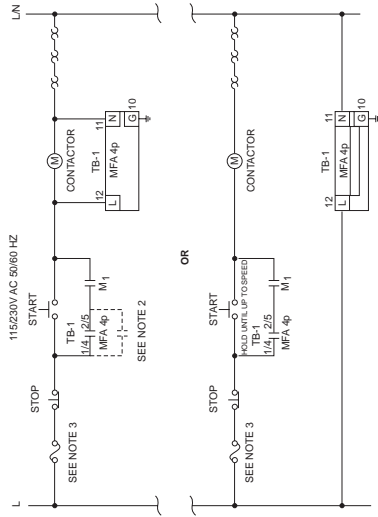 115/230V AC 50/60 HZ
L
L/N
STOP
START
SEE NOTE 3
TB-1
1/4 2/5
MFA 4p
M1
SEE NOTE 2
M
CONTACTOR
12
11
L
N
TB-1
MFA 4p
G 10
OR
STOP
START
SEE NOTE 3
HOLD UNTIL UP TO SPEED
TB-1
1/4 2/5
MFA 4p
M1
M
CONTACTOR
12
11
L
N
TB-1
MFA 4p
G 10